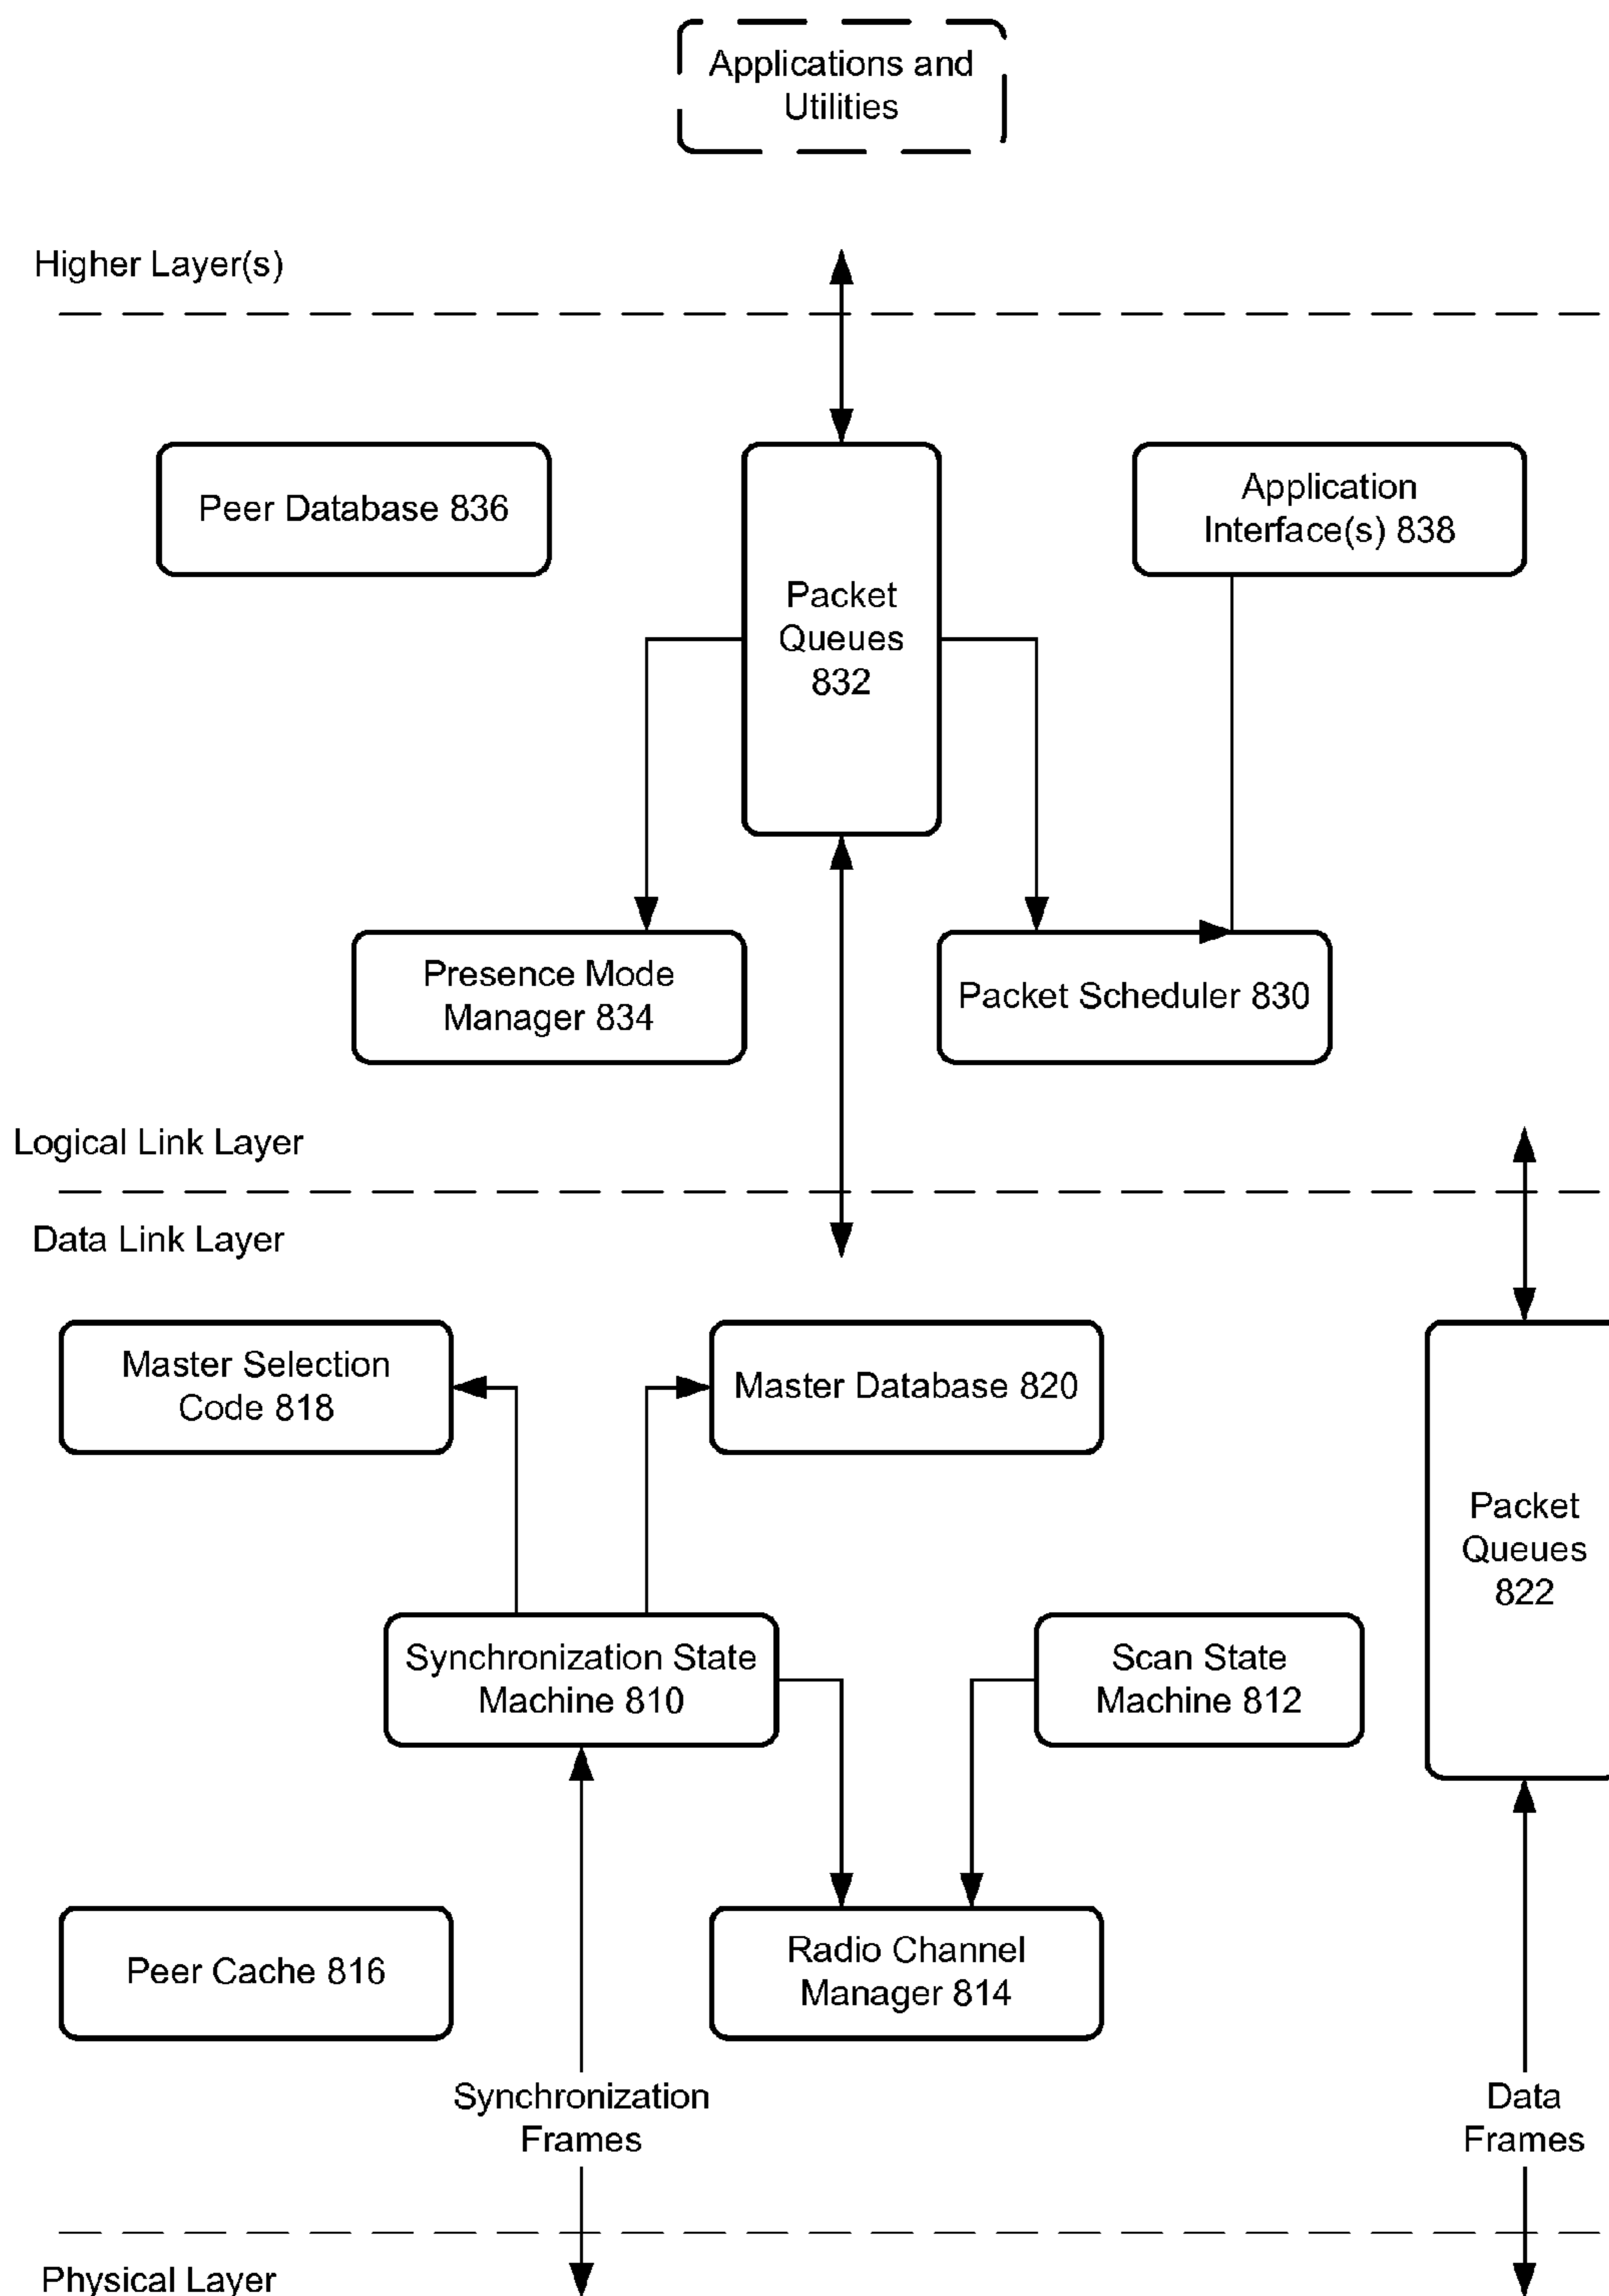 Applications and
Utilities
Higher Layer(s)
Peer Database 836
Packet
Queues
832
Application
Interface(s) 838
Presence Mode
Manager 834
Packet Scheduler 830
Logical Link Layer
Data Link Layer
Master Selection
Code 818
Master Database 820
Packet
Queues
822
Synchronization State
Machine 810
Scan State
Machine 812
Peer Cache 816
Radio Channel
Manager 814
Synchronization
Frames
Data
Frames
Physical Layer